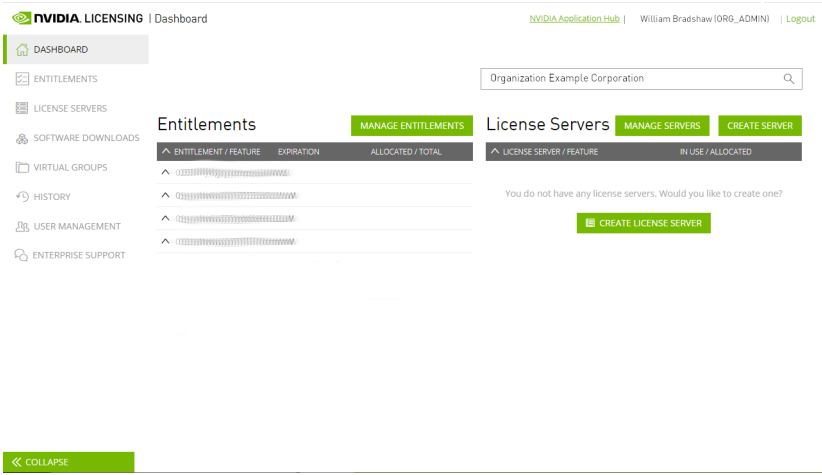 NVIDIA. LICENSING | Dashboard
NVIDIA Application Hub | William Bradshaw (ORG_ADMIN) | Logout
DASHBOARD
ENTITLEMENTS
LICENSE SERVERS
SOFTWARE DOWNLOADS
VIRTUAL GROUPS
HISTORY
USER MANAGEMENT
ENTERPRISE SUPPORT
COLLAPSE
Organization Example Corporation
Entitlements
MANAGE ENTITLEMENTS
ENTITLEMENT / FEATURE EXPIRATION ALLOCATED / TOTAL
License Servers
MANAGE SERVERS
CREATE SERVER
LICENSE SERVER / FEATURE IN USE / ALLOCATED
You do not have any license servers. Would you like to create one?
CREATE LICENSE SERVER